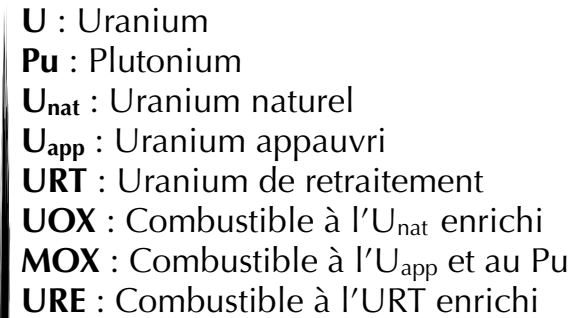 U : Uranium
Pu : Plutonium
Unat : Uranium naturel
Uapp : Uranium appauvri
URT : Uranium de retraitement
UOX : Combustible à l’Unat enrichi
MOX : Combustible à l’Uapp et au Pu
URE : Combustible à l’URT enrichi